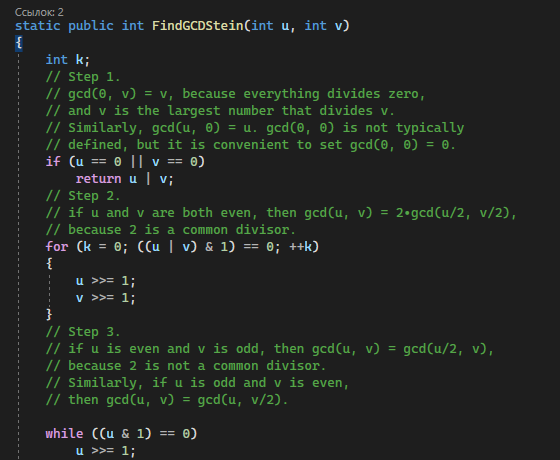 Ссылок: 2
static public int FindGCDStein(int u, int v)
{
int k;
// Step 1.
// gcd(0, v) = v, because everything divides zero,
// and v is the largest number that divides v.
// Similarly, gcd(u, 0) = u. gcd(0, 0) is not typically
// defined, but it is convenient to set gcd(0, 0) = 0.
if (u == 0 || v == 0)
return u | v;
// Step 2.
// if u and v are both even, then gcd(u, v) = 2•gcd(u/2, v/2),
// because 2 is a common divisor.
for (k = 0; ((u | v) & 1) == 0; ++k)
{
u >>= 1;
v >>= 1;
}
// Step 3.
// if u is even and v is odd, then gcd(u, v) = gcd(u/2, v),
// because 2 is not a common divisor.
// Similarly, if u is odd and v is even,
// then gcd(u, v) = gcd(u, v/2).
while ((u & 1) == 0)
u >>= 1;